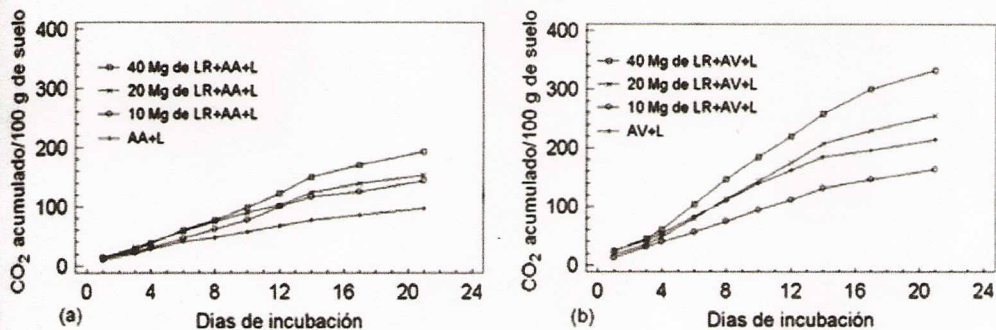 CO2 acumulado/100 g de suelo
400
300
200
100
0
40 Mg de LR+AA+L
20 Mg de LR+AA+L
10 Mg de LR+AA+L
AA+L
0 4 8 12 16 20 24
(a)
Dias de incubación
CO2 acumulado/100 g de suelo
400
300
200
100
0
40 Mg de LR+AV+L
20 Mg de LR+AV+L
10 Mg de LR+AV+L
AV+L
0 4 8 12 16 20 24
(b)
Dias de incubación